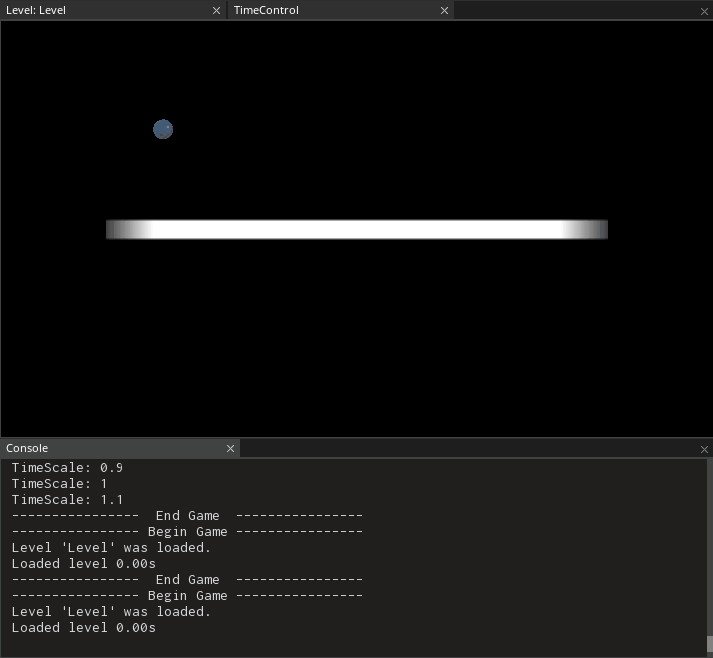 Level: Level
TimeControl
Console
TimeScale: 0.9
TimeScale: 1
TimeScale: 1.1
----------------  End Game  ----------------
---------------- Begin Game ----------------
Level 'Level' was loaded.
Loaded level 0.00s
----------------  End Game  ----------------
---------------- Begin Game ----------------
Level 'Level' was loaded.
Loaded level 0.00s